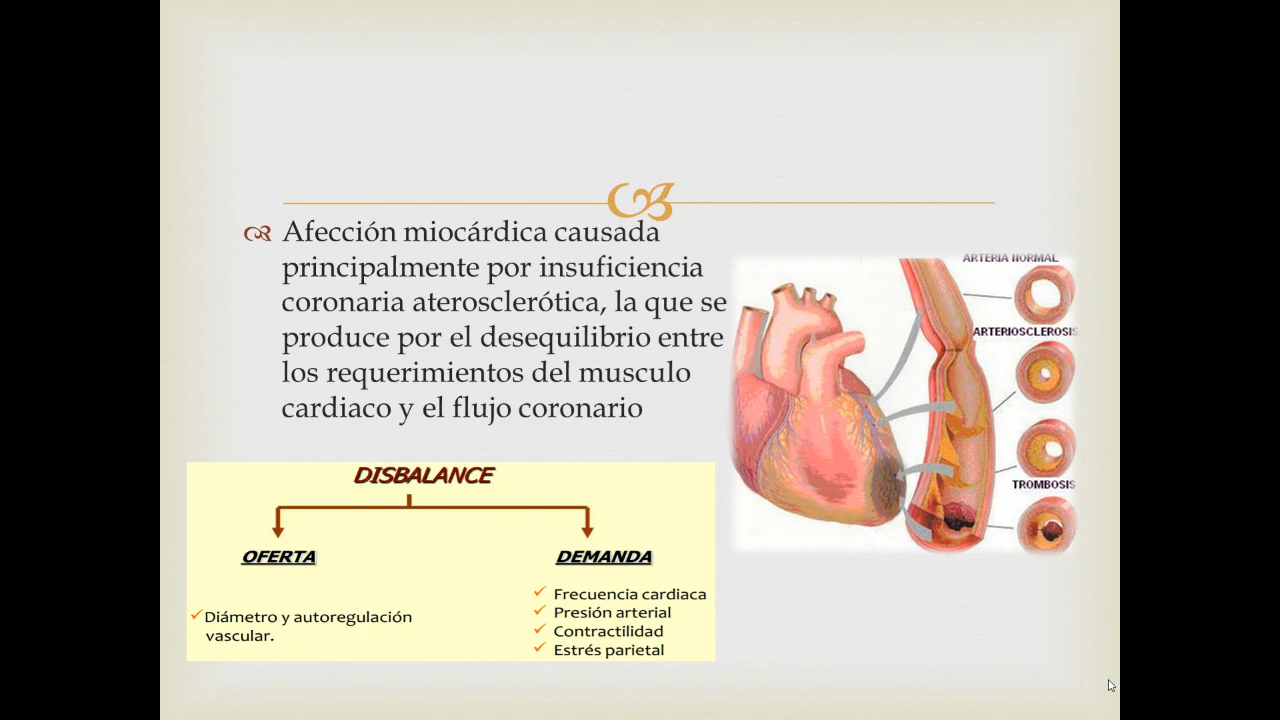 Afección miocárdica causada
principalmente por insuficiencia
coronaria aterosclerótica, la que se
produce por el desequilibrio entre
los requerimientos del musculo
cardiaco y el flujo coronario
ARTERIA NORMAL
ARTERIOSCLEROSIS
TROMBOSIS
DISBALANCE
OFERTA
Diámetro y autoregulación
vascular.
DEMANDA
Frecuencia cardiaca
Presión arterial
Contractilidad
Estrés parietal